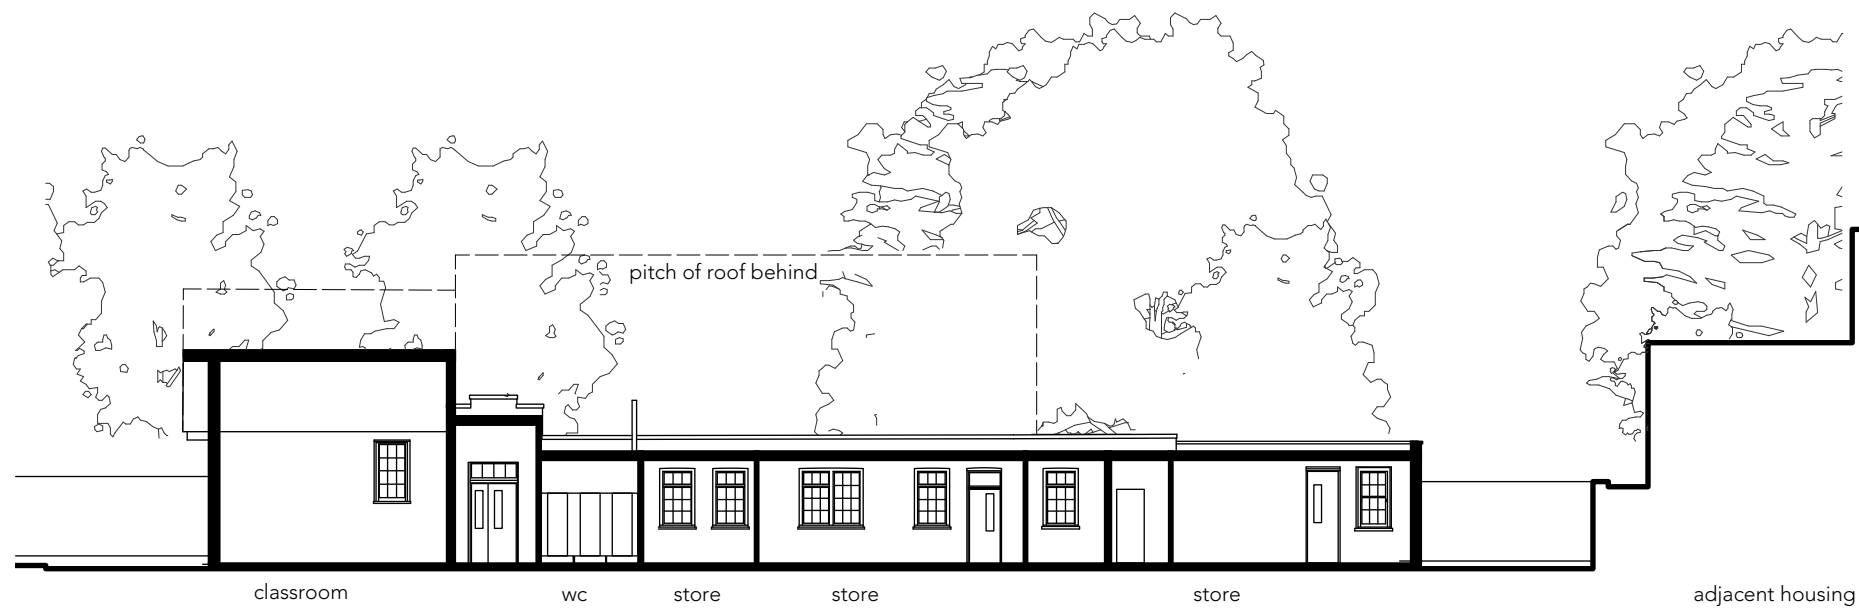 pitch of roof behind
classroom
wc
store
store
store
adjacent housing